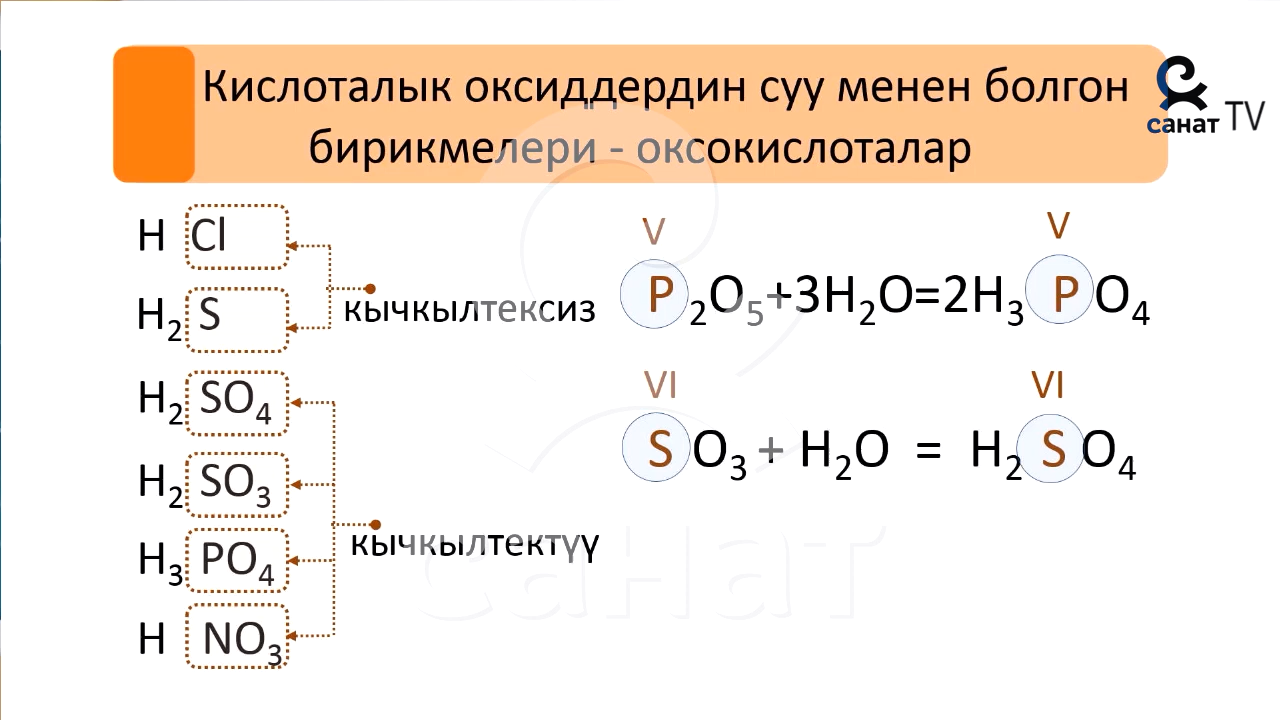 Кислоталык оксиддердин суу менен болгон
бирикмелери - оксокислоталар
санат TV
H Cl
H₂ S
кычкылтексиз
H₂ SO₄
H₂ SO₃
H₃ PO₄
H NO₃
кычкылтектүү
V V
P₂O₅+3H₂O=2H₃PO₄
VI VI
SO₃ + H₂O = H₂SO₄
санат